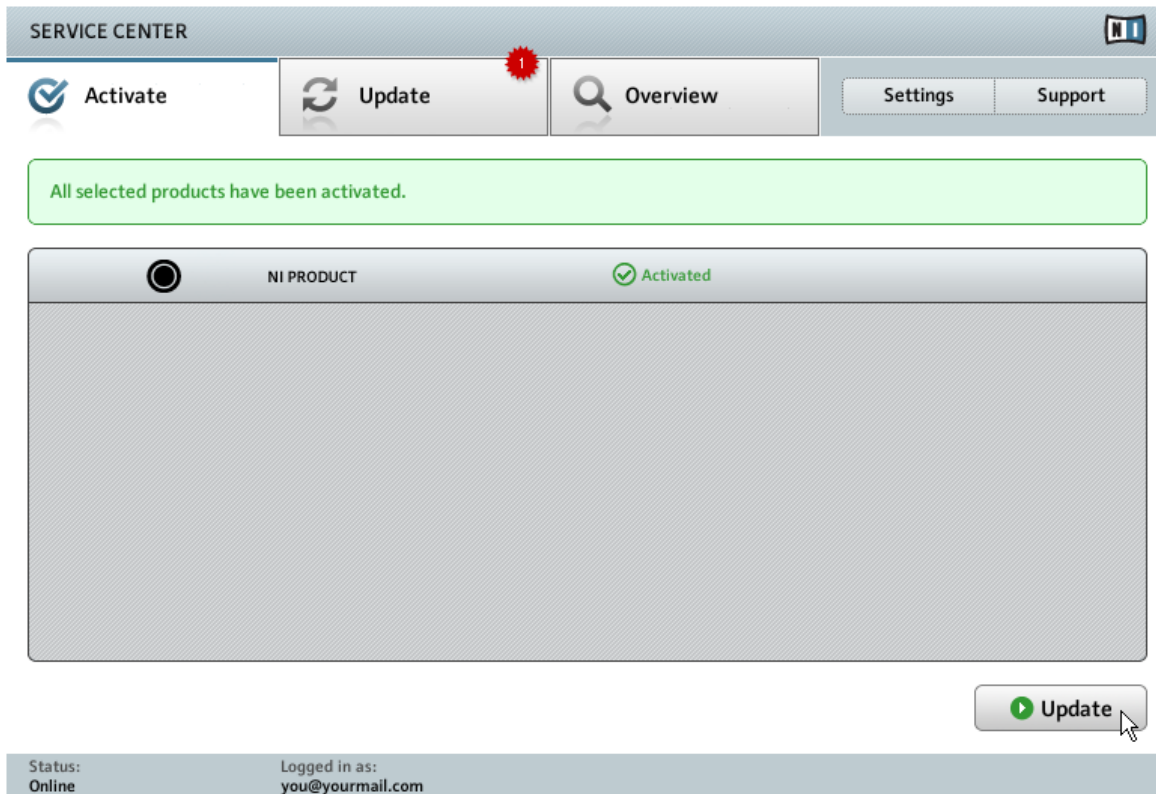 SERVICE CENTER
NI
Activate
Update
1
Overview
Settings
Support
All selected products have been activated.
NI PRODUCT
Activated
Update
Status:
Online
Logged in as:
you@yourmail.com